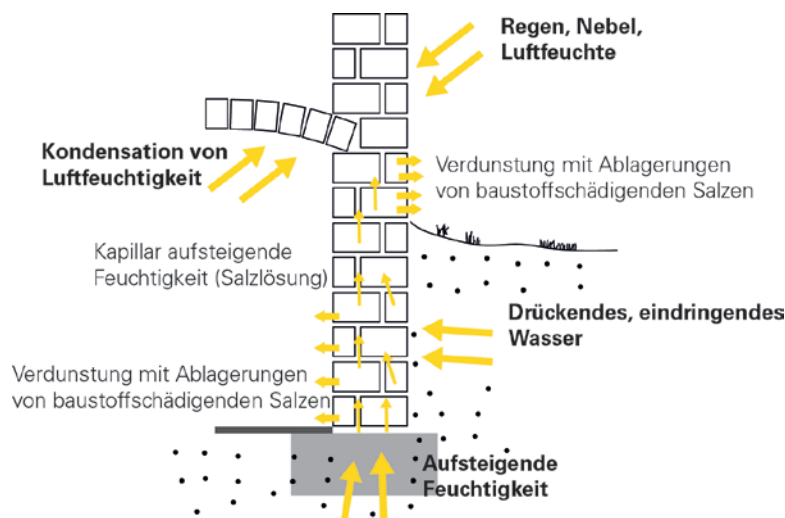 Regen, Nebel,
Luftfeuchte
Kondensation von
Luftfeuchtigkeit
Verdunstung mit Ablagerungen
von baustoffschädigenden Salzen
Kapillar aufsteigende
Feuchtigkeit (Salzlösung)
Drückendes, eindringendes
Wasser
Verdunstung mit Ablagerungen
von baustoffschädigenden Salzen
Aufsteigende
Feuchtigkeit